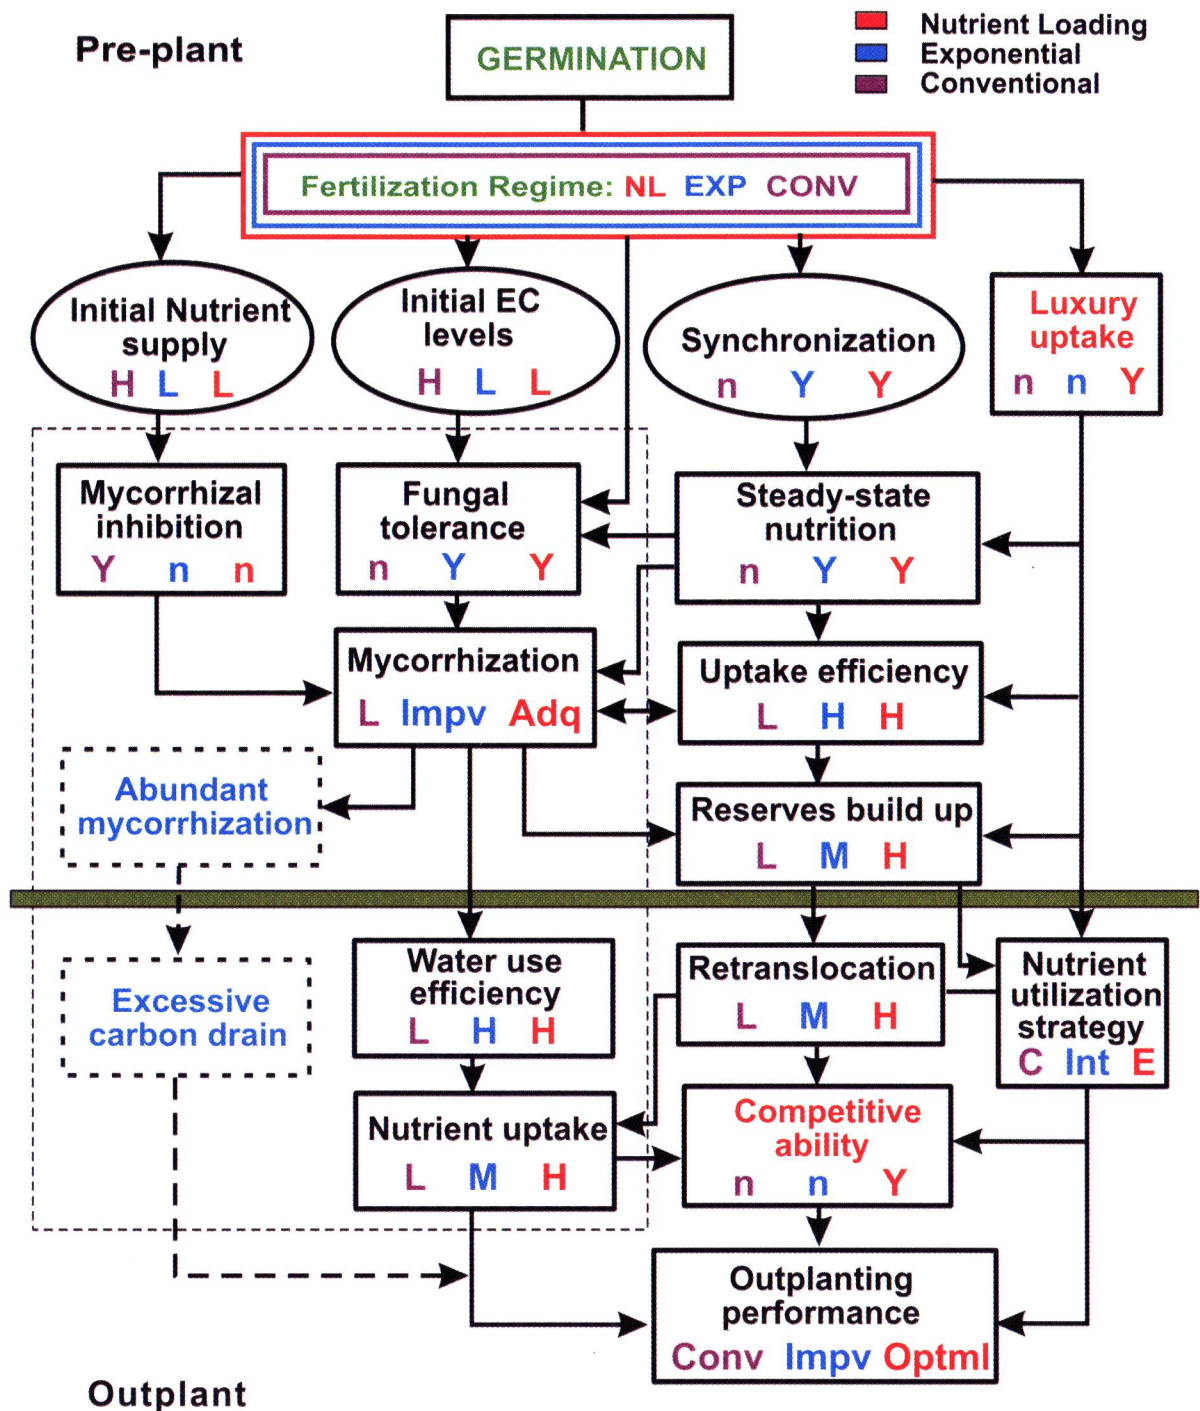 Pre-plant
GERMINATION
Nutrient Loading
Exponential
Conventional
Fertilization Regime: NL EXP CONV
Initial Nutrient
supply
H L L
Initial EC
levels
H L L
Synchronization
n Y Y
Luxury
uptake
n n Y
Mycorrhizal
inhibition
Y n n
Fungal
tolerance
n Y Y
Steady-state
nutrition
n Y Y
Mycorrhization
L Impv Adq
Uptake efficiency
L H H
Abundant
mycorrhization
Reserves build up
L M H
Excessive
carbon drain
Water use
efficiency
L H H
Retranslocation
L M H
Nutrient
utilization
strategy
C Int E
Nutrient uptake
L M H
Competitive
ability
n n Y
Outplanting
performance
Conv Impv Optml
Outplant